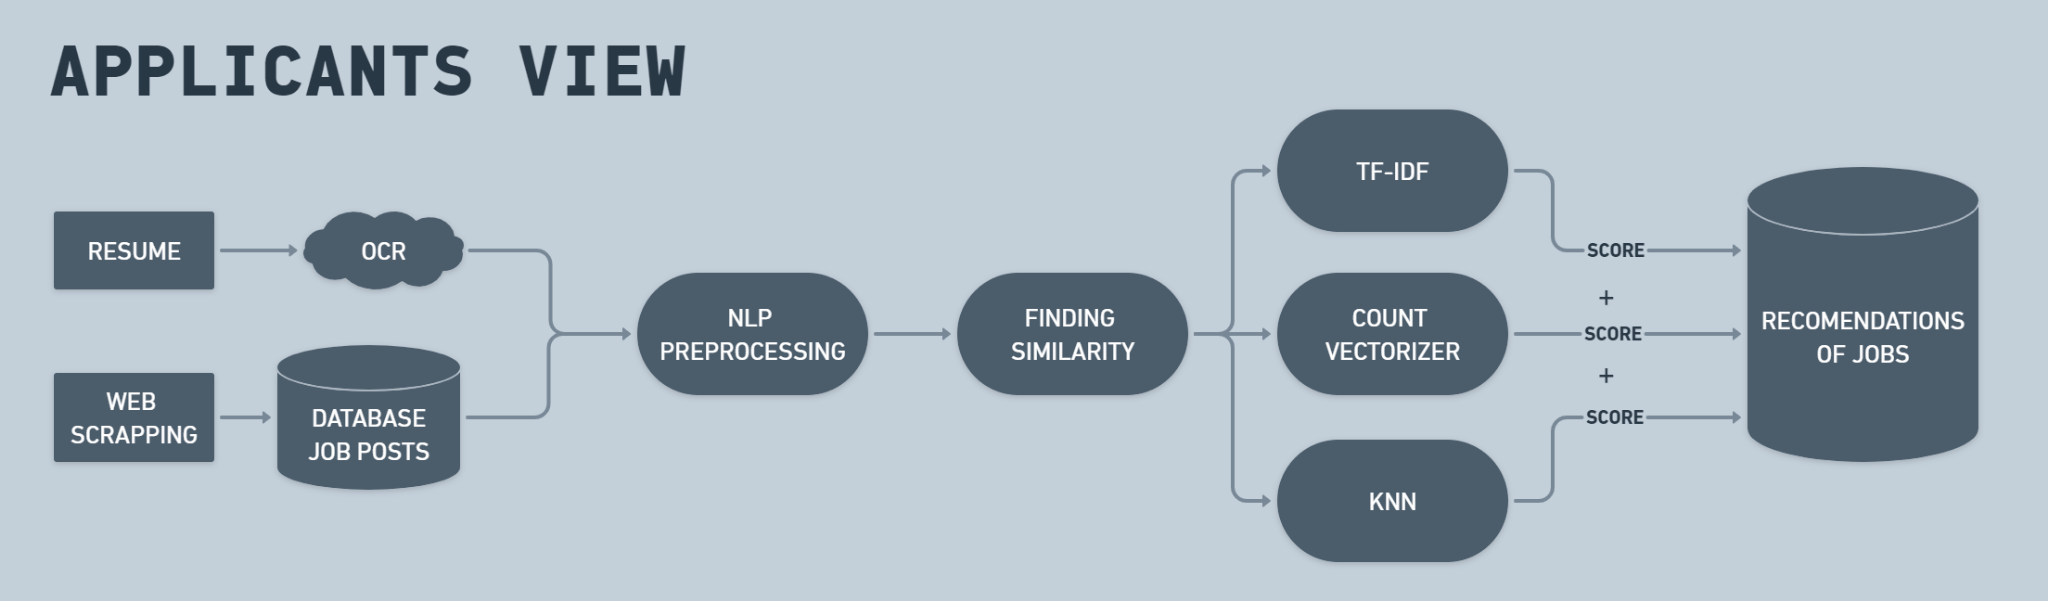 APPLICANTS VIEW
RESUME
OCR
WEB
SCRAPPING
DATABASE
JOB POSTS
NLP
PREPROCESSING
FINDING
SIMILARITY
TF-IDF
COUNT
VECTORIZER
KNN
SCORE
+
SCORE
+
SCORE
RECOMENDATIONS
OF JOBS